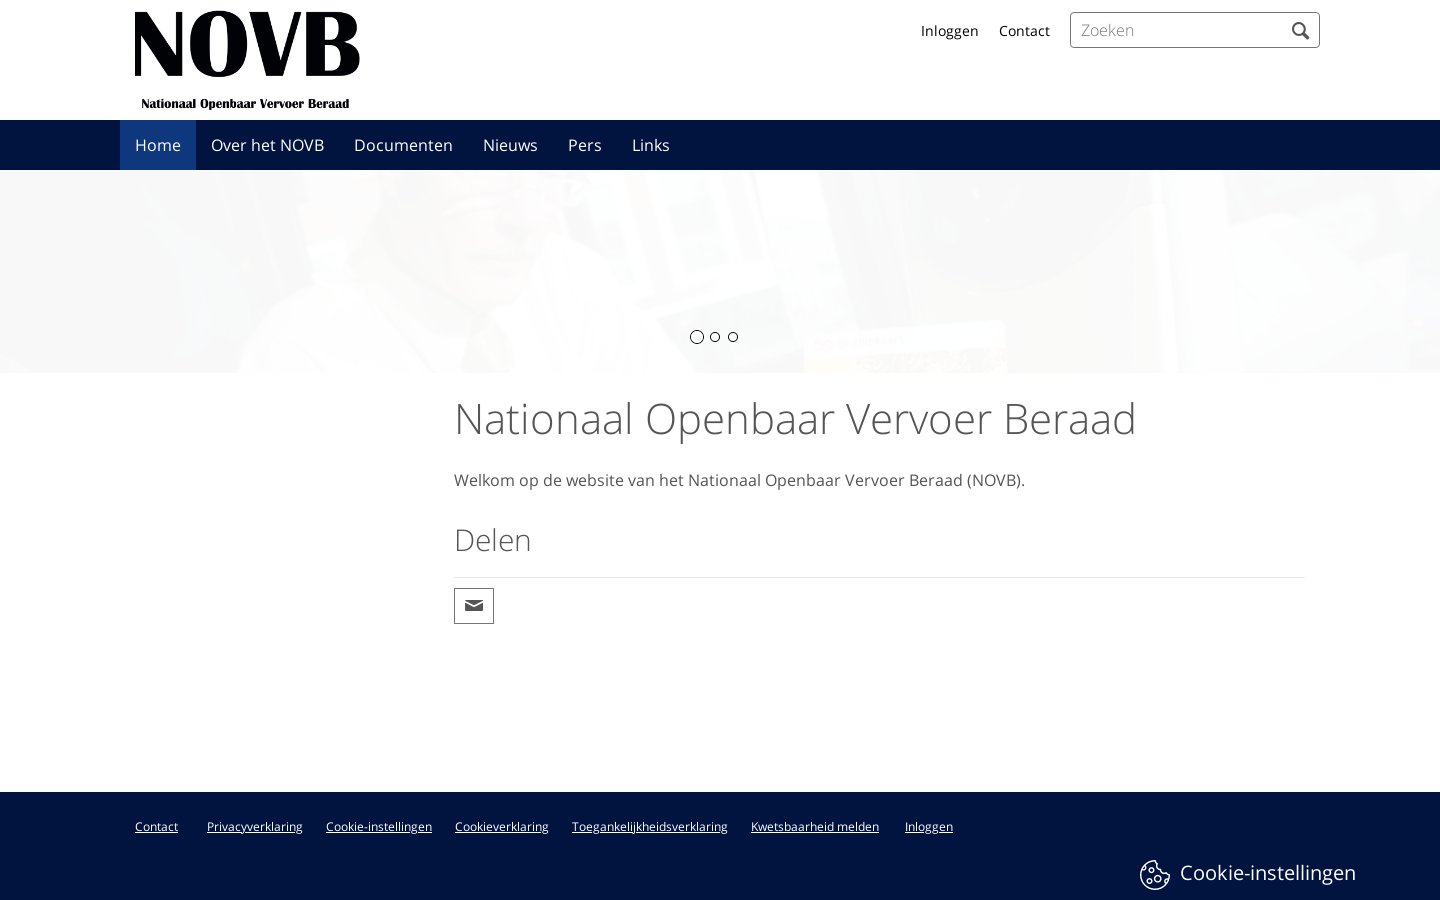 NOVB
Nationaal Openbaar Vervoer Beraad
Inloggen
Contact
Zoeken
Home
Over het NOVB
Documenten
Nieuws
Pers
Links
Nationaal Openbaar Vervoer Beraad
Welkom op de website van het Nationaal Openbaar Vervoer Beraad (NOVB).
Delen
Contact
Privacyverklaring
Cookie-instellingen
Cookieverklaring
Toegankelijkheidsverklaring
Kwetsbaarheid melden
Inloggen
Cookie-instellingen